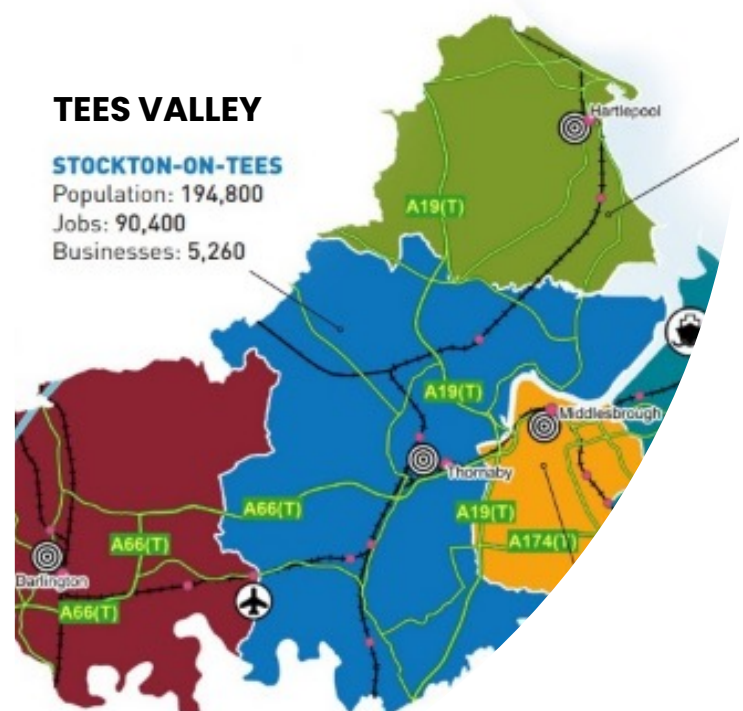 TEES VALLEY
STOCKTON-ON-TEES
Population: 194,800
Jobs: 90,400
Businesses: 5,260
Hartlepool
A19(T)
A19(T)
Middlesbrough
Thornaby
A66(T)
A19(T)
A66(T)
A174(T)
Darlington
A66(T)